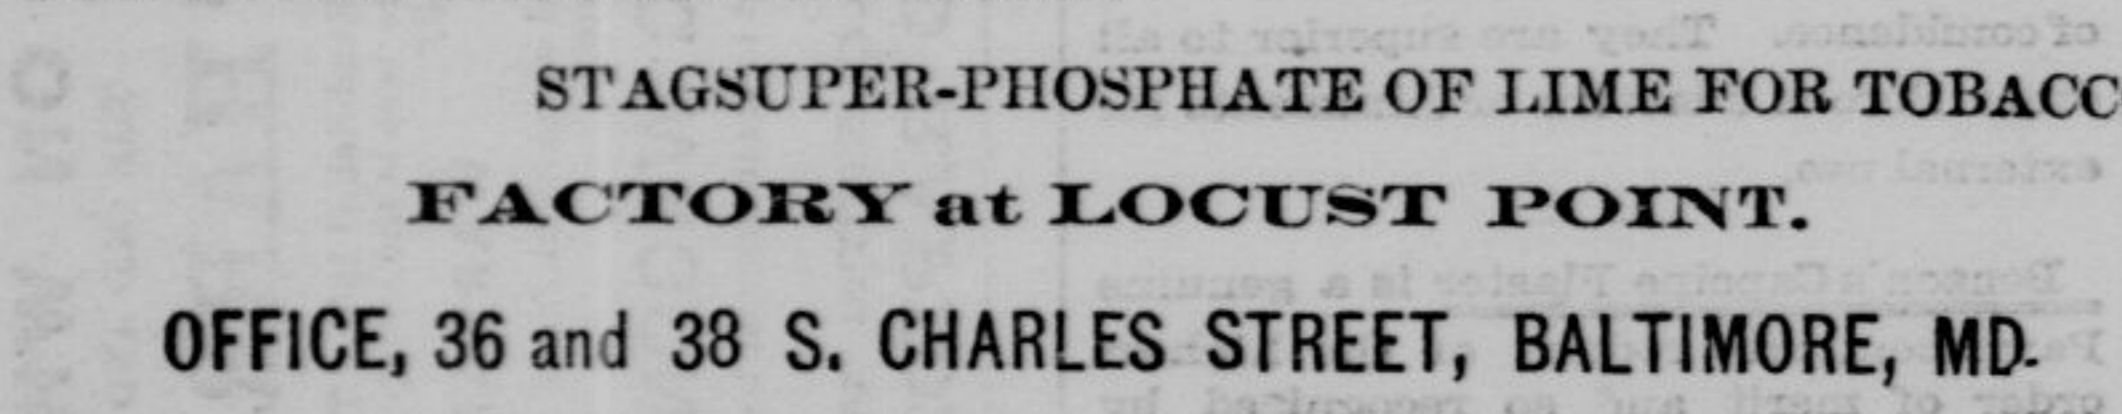 STAGSUPER-PHOSPHATE OF LIME FOR TOBACC
FACTORY at LOCUST POINT.
OFFICE, 36 and 38 S. CHARLES STREET, BALTIMORE, MD.